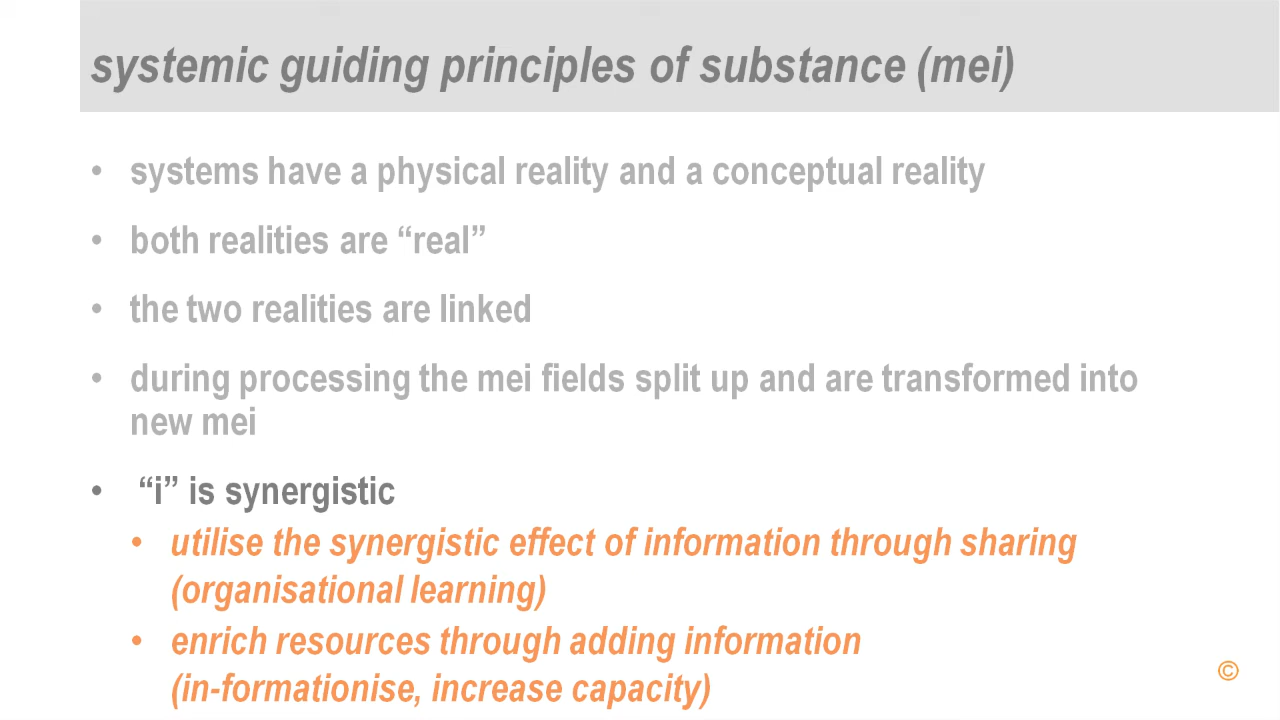 systemic guiding principles of substance (mei)
• systems have a physical reality and a conceptual reality
• both realities are “real”
• the two realities are linked
• during processing the mei fields split up and are transformed into
new mei
• “i” is synergistic
• utilise the synergistic effect of information through sharing
(organisational learning)
• enrich resources through adding information
(in-formationise, increase capacity)
©